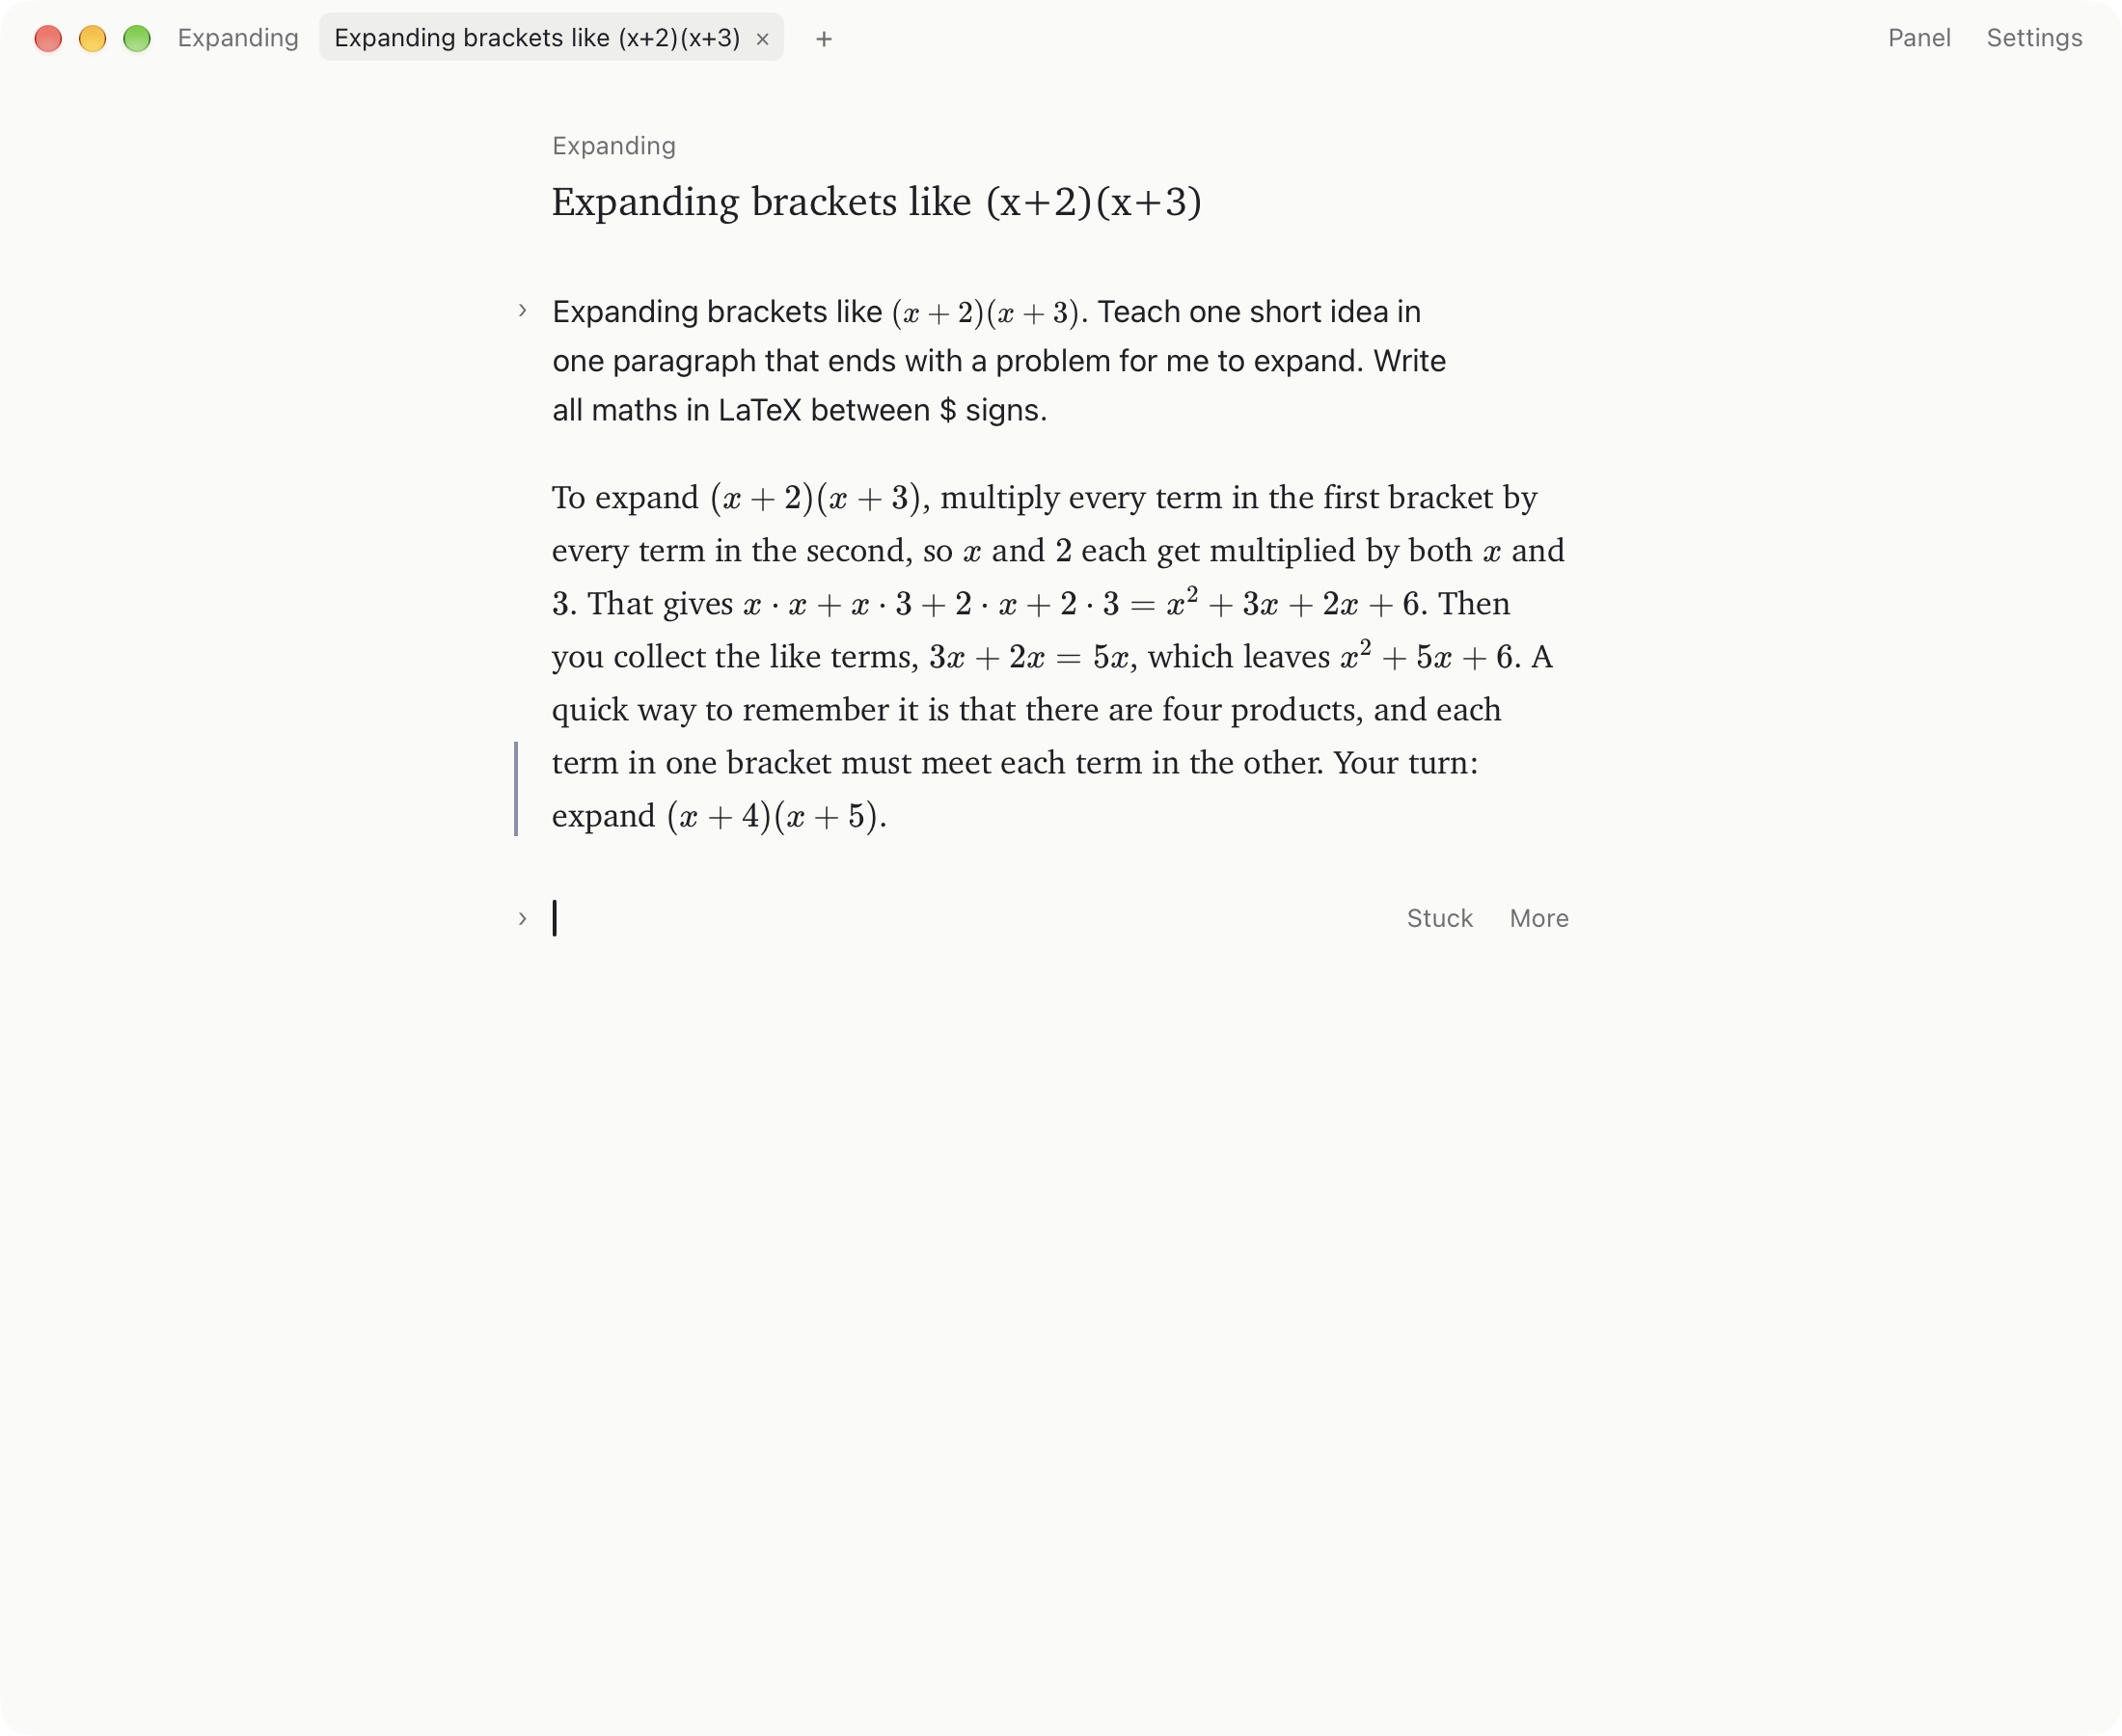 Expanding
Expanding brackets like (x+2)(x+3) ×
+
Panel
Settings
Expanding
Expanding brackets like (x+2)(x+3)
› Expanding brackets like $(x + 2)(x + 3)$. Teach one short idea in
one paragraph that ends with a problem for me to expand. Write
all maths in LaTeX between $ signs.
To expand $(x + 2)(x + 3)$, multiply every term in the first bracket by
every term in the second, so $x$ and $2$ each get multiplied by both $x$ and
$3$. That gives $x \cdot x + x \cdot 3 + 2 \cdot x + 2 \cdot 3 = x^2 + 3x + 2x + 6$. Then
you collect the like terms, $3x + 2x = 5x$, which leaves $x^2 + 5x + 6$. A
quick way to remember it is that there are four products, and each
term in one bracket must meet each term in the other. Your turn:
expand $(x + 4)(x + 5)$.
›
Stuck
More